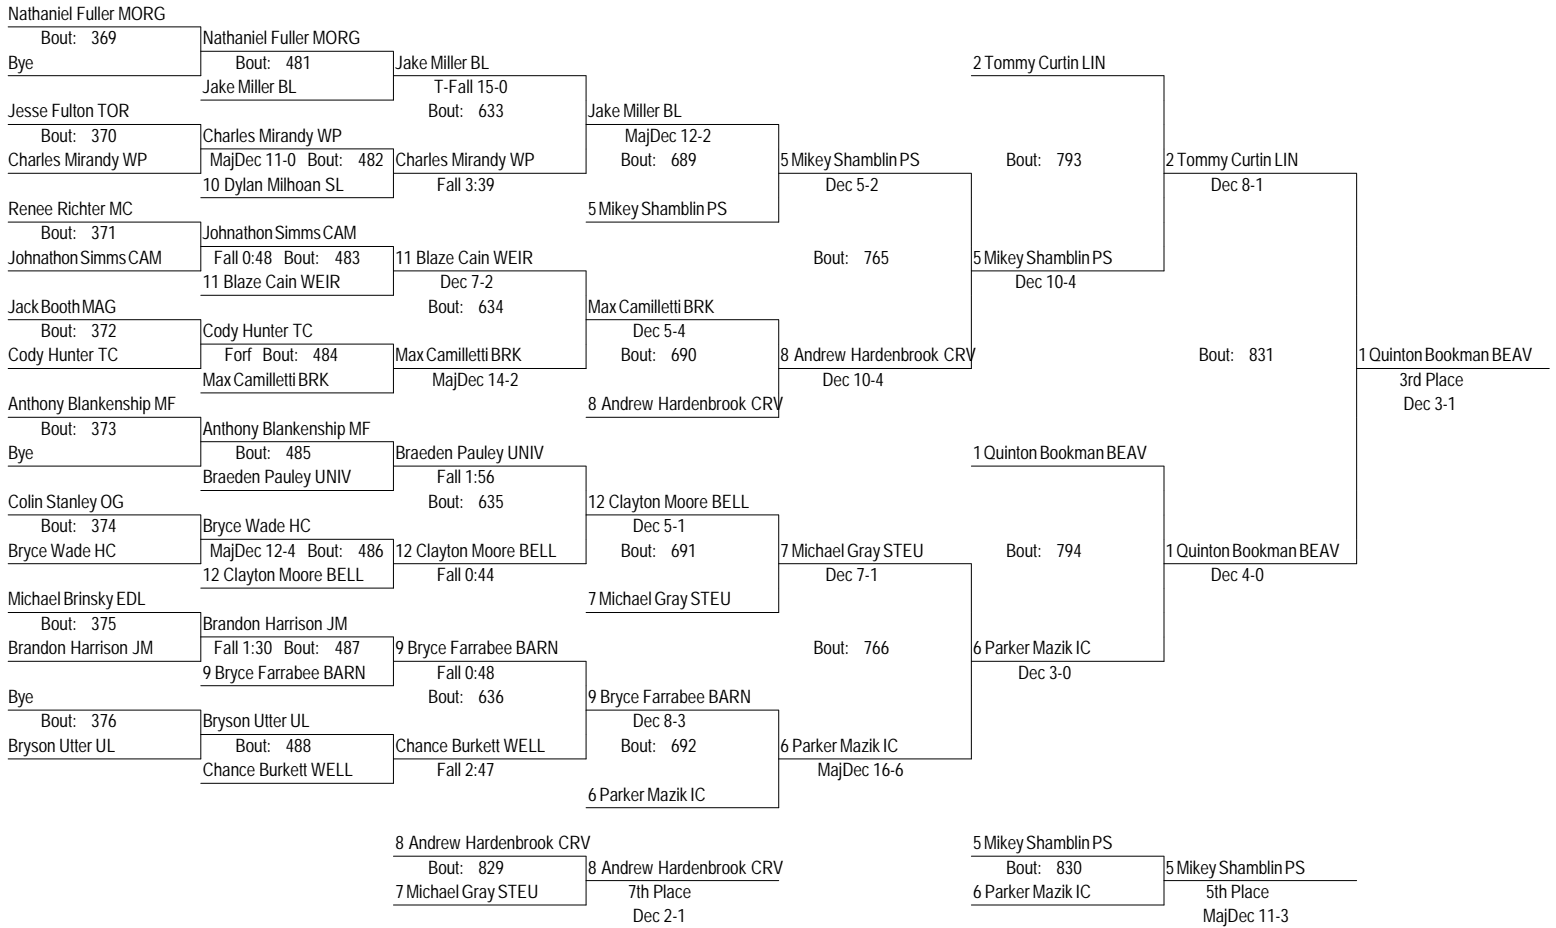 Nathaniel Fuller MORG
Bout: 369
Bye
Jesse Fulton TOR
Bout: 370
Charles Mirandy WP
Renee Richter MC
Bout: 371
Johnathon Simms CAM
Jack Booth MAG
Bout: 372
Cody Hunter TC
Anthony Blankenship MF
Bout: 373
Bye
Colin Stanley OG
Bout: 374
Bryce Wade HC
Michael Brinsky EDL
Bout: 375
Brandon Harrison JM
Bye
Bout: 376
Bryson Utter UL
Nathaniel Fuller MORG
Bout: 481
Jake Miller BL
Charles Mirandy WP
MajDec 11-0 Bout: 482
10 Dylan Milhoan SL
Johnathon Simms CAM
Fall 0:48 Bout: 483
11 Blaze Cain WEIR
Cody Hunter TC
Forf Bout: 484
Max Camilletti BRK
Anthony Blankenship MF
Bout: 485
Braeden Pauley UNIV
Bryce Wade HC
MajDec 12-4 Bout: 486
12 Clayton Moore BELL
Brandon Harrison JM
Fall 1:30 Bout: 487
9 Bryce Farrabee BARN
Bryson Utter UL
Bout: 488
Chance Burkett WELL
Jake Miller BL
T-Fall 15-0
Bout: 633
Charles Mirandy WP
Fall 3:39
11 Blaze Cain WEIR
Dec 7-2
Bout: 634
Max Camilletti BRK
MajDec 14-2
Braeden Pauley UNIV
Fall 1:56
Bout: 635
12 Clayton Moore BELL
Fall 0:44
9 Bryce Farrabee BARN
Fall 0:48
Bout: 636
Chance Burkett WELL
Fall 2:47
Jake Miller BL
MajDec 12-2
Bout: 689
5 Mikey Shamblin PS
Max Camilletti BRK
Dec 5-4
Bout: 690
8 Andrew Hardenbrook CRV
12 Clayton Moore BELL
Dec 5-1
Bout: 691
7 Michael Gray STEU
9 Bryce Farrabee BARN
Dec 8-3
Bout: 692
6 Parker Mazik IC
5 Mikey Shamblin PS
Dec 5-2
Bout: 765
8 Andrew Hardenbrook CRV
Dec 10-4
7 Michael Gray STEU
Dec 7-1
Bout: 766
6 Parker Mazik IC
MajDec 16-6
2 Tommy Curtin LIN
Bout: 793
5 Mikey Shamblin PS
Dec 10-4
1 Quinton Bookman BEAV
Bout: 794
6 Parker Mazik IC
Dec 3-0
2 Tommy Curtin LIN
Dec 8-1
Bout: 831
1 Quinton Bookman BEAV
Dec 4-0
1 Quinton Bookman BEAV
3rd Place
Dec 3-1
8 Andrew Hardenbrook CRV
Bout: 829
7 Michael Gray STEU
8 Andrew Hardenbrook CRV
7th Place
Dec 2-1
5 Mikey Shamblin PS
Bout: 830
6 Parker Mazik IC
5 Mikey Shamblin PS
5th Place
MajDec 11-3